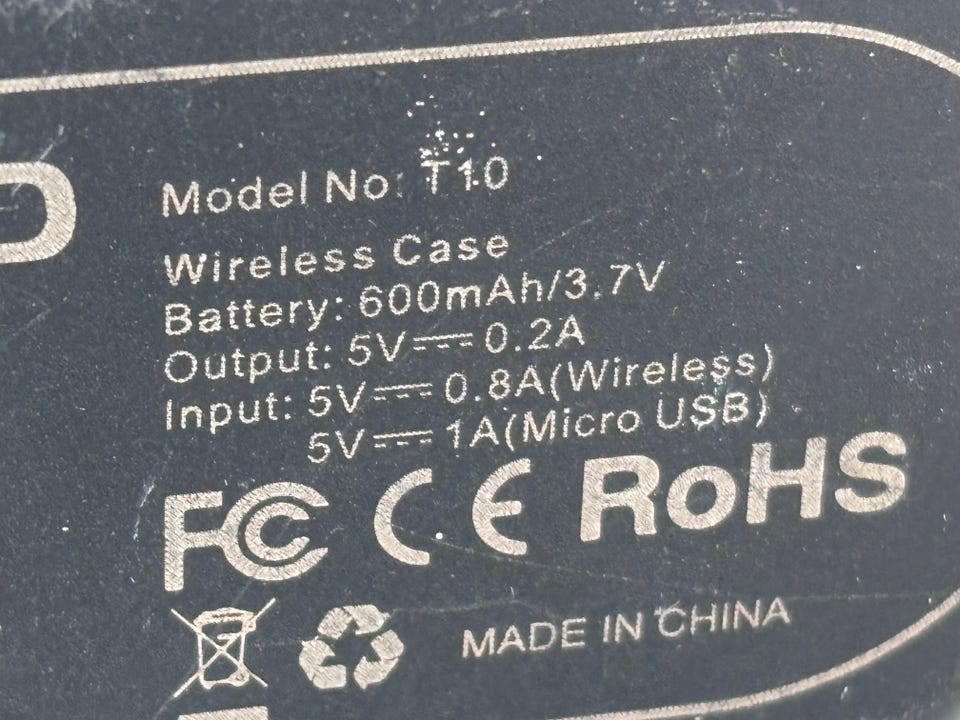 Model No: T10
Wireless Case
Battery: 600mAh/3.7V
Output: 5V⎓0.2A
Input: 5V⎓0.8A(Wireless)
5V⎓1A(Micro USB)
FC CE RoHS
MADE IN CHINA